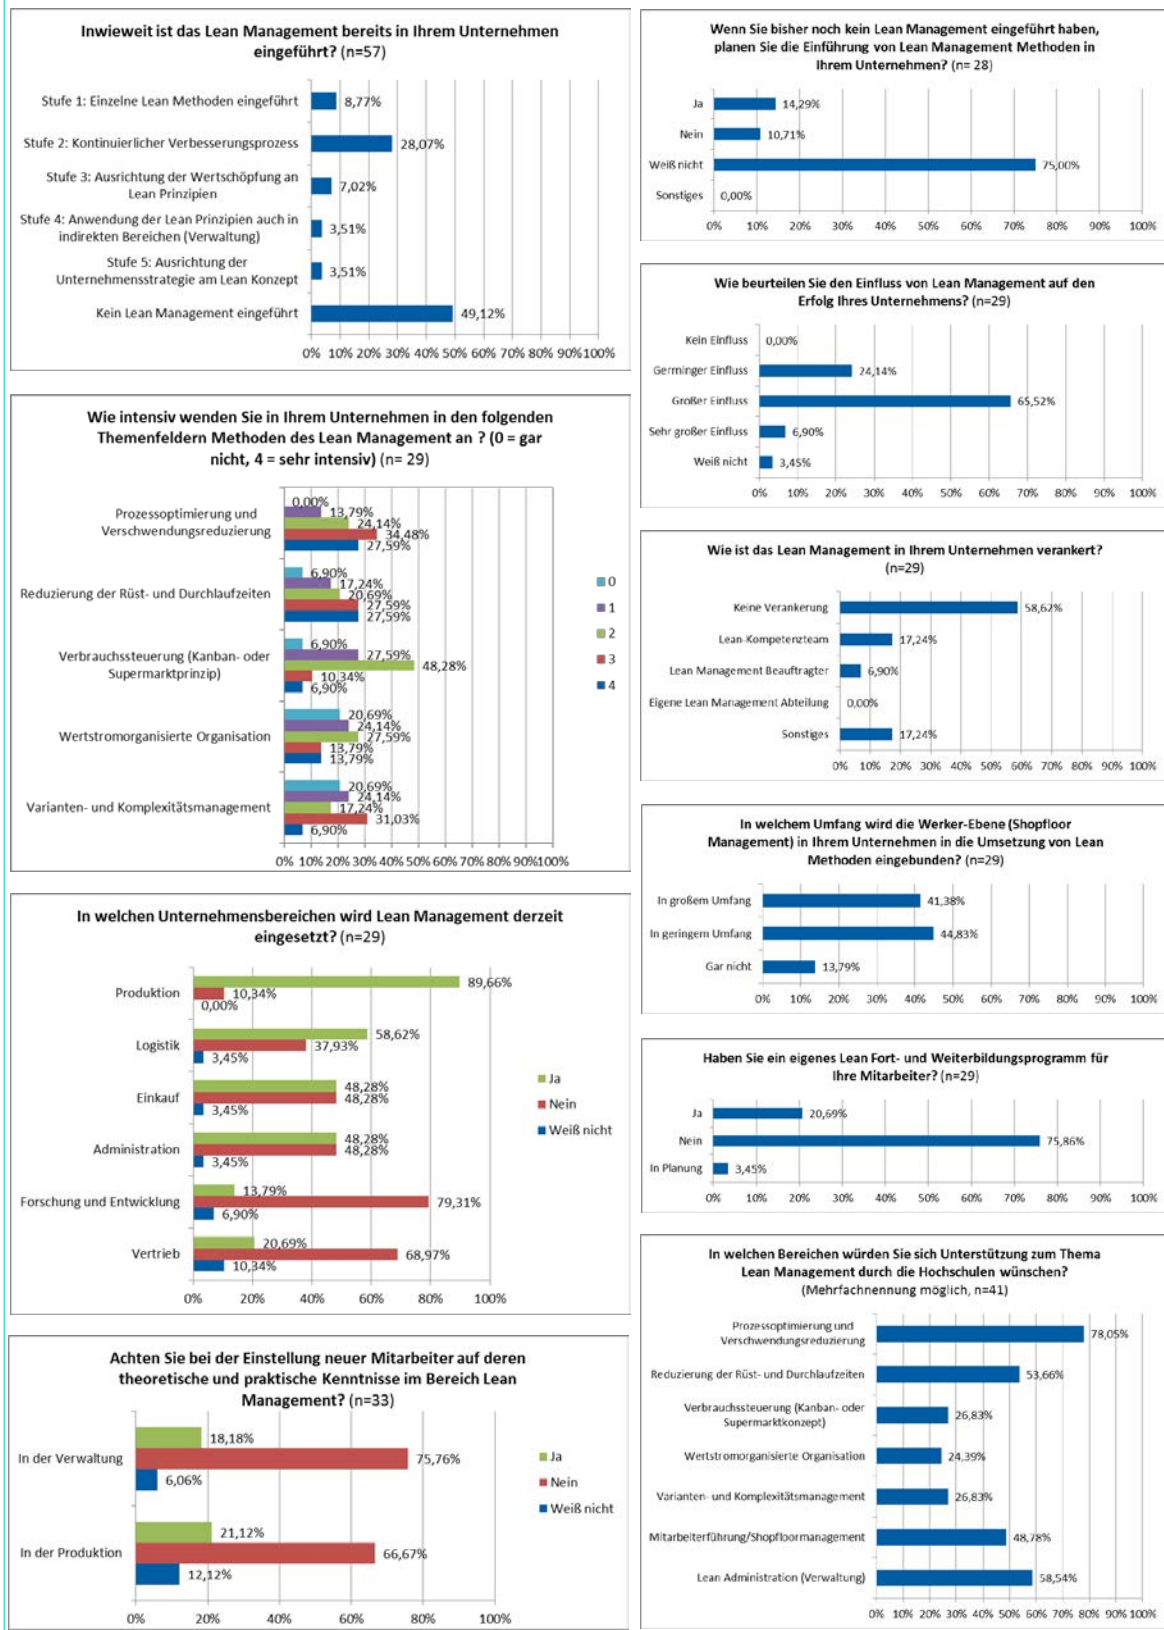 Inwieweit ist das Lean Management bereits in Ihrem Unternehmen
eingeführt? (n=57)
Stufe 1: Einzelne Lean Methoden eingeführt
8,77%
Stufe 2: Kontinuierlicher Verbesserungsprozess
28,07%
Stufe 3: Ausrichtung der Wertschöpfung an
Lean Prinzipien
7,02%
Stufe 4: Anwendung der Lean Prinzipien auch in
indirekten Bereichen (Verwaltung)
3,51%
Stufe 5: Ausrichtung der
Unternehmensstrategie am Lean Konzept
3,51%
Kein Lean Management eingeführt
49,12%
0% 10% 20% 30% 40% 50% 60% 70% 80% 90%100%
Wie intensiv wenden Sie in Ihrem Unternehmen in den folgenden
Themenfeldern Methoden des Lean Management an ? (0 = gar
nicht, 4 = sehr intensiv) (n= 29)
Prozessoptimierung und
Verschwendungsreduzierung
0,00%
13,79%
24,14%
34,48%
27,59%
Reduzierung der Rüst- und Durchlaufzeiten
6,90%
17,24%
20,69%
27,59%
27,59%
Verbrauchssteuerung (Kanban- oder
Supermarktprinzip)
6,90%
27,59%
48,28%
10,34%
6,90%
Wertstromorganisierte Organisation
20,69%
24,14%
27,59%
13,79%
13,79%
Varianten- und Komplexitätsmanagement
20,69%
24,14%
17,24%
31,03%
6,90%
0
1
2
3
4
0% 10% 20% 30% 40% 50% 60% 70% 80% 90%100%
In welchen Unternehmensbereichen wird Lean Management derzeit
eingesetzt? (n=29)
Produktion
89,66%
10,34%
0,00%
Logistik
58,62%
37,93%
3,45%
Einkauf
48,28%
48,28%
3,45%
Administration
48,28%
48,28%
3,45%
Forschung und Entwicklung
13,79%
79,31%
6,90%
Vertrieb
20,69%
68,97%
10,34%
Ja
Nein
Weiß nicht
0% 20% 40% 60% 80% 100%
Achten Sie bei der Einstellung neuer Mitarbeiter auf deren
theoretische und praktische Kenntnisse im Bereich Lean
Management? (n=33)
In der Verwaltung
18,18%
75,76%
6,06%
In der Produktion
21,12%
66,67%
12,12%
Ja
Nein
Weiß nicht
0% 20% 40% 60% 80% 100%
Wenn Sie bisher noch kein Lean Management eingeführt haben,
planen Sie die Einführung von Lean Management Methoden in
Ihrem Unternehmen? (n= 28)
Ja
14,29%
Nein
10,71%
Weiß nicht
75,00%
Sonstiges
0,00%
0% 10% 20% 30% 40% 50% 60% 70% 80% 90% 100%
Wie beurteilen Sie den Einfluss von Lean Management auf den
Erfolg Ihres Unternehmens? (n=29)
Kein Einfluss
0,00%
Germinger Einfluss
24,14%
Großer Einfluss
65,52%
Sehr großer Einfluss
6,90%
Weiß nicht
3,45%
0% 10% 20% 30% 40% 50% 60% 70% 80% 90% 100%
Wie ist das Lean Management in Ihrem Unternehmen verankert?
(n=29)
Keine Verankerung
58,62%
Lean-Kompetenzteam
17,24%
Lean Management Beauftragter
6,90%
Eigene Lean Management Abteilung
0,00%
Sonstiges
17,24%
0% 10% 20% 30% 40% 50% 60% 70% 80% 90% 100%
In welchem Umfang wird die Werker-Ebene (Shopfloor
Management) in Ihrem Unternehmen in die Umsetzung von Lean
Methoden eingebunden? (n=29)
In großem Umfang
41,38%
In geringem Umfang
44,83%
Gar nicht
13,79%
0% 10% 20% 30% 40% 50% 60% 70% 80% 90% 100%
Haben Sie ein eigenes Lean Fort- und Weiterbildungsprogramm für
Ihre Mitarbeiter? (n=29)
Ja
20,69%
Nein
75,86%
In Planung
3,45%
0% 10% 20% 30% 40% 50% 60% 70% 80% 90% 100%
In welchen Bereichen würden Sie sich Unterstützung zum Thema
Lean Management durch die Hochschulen wünschen?
(Mehrfachnennung möglich, n=41)
Prozessoptimierung und
Verschwendungsreduzierung
78,05%
Reduzierung der Rüst- und Durchlaufzeiten
53,66%
Verbrauchssteuerung (Kanban- oder
Supermarktkonzept)
26,83%
Wertstromorganisierte Organisation
24,39%
Varianten- und Komplexitätsmanagement
26,83%
Mitarbeiterführung/Shopfloormanagement
48,78%
Lean Administration (Verwaltung)
58,54%
0% 10% 20% 30% 40% 50% 60% 70% 80% 90% 100%